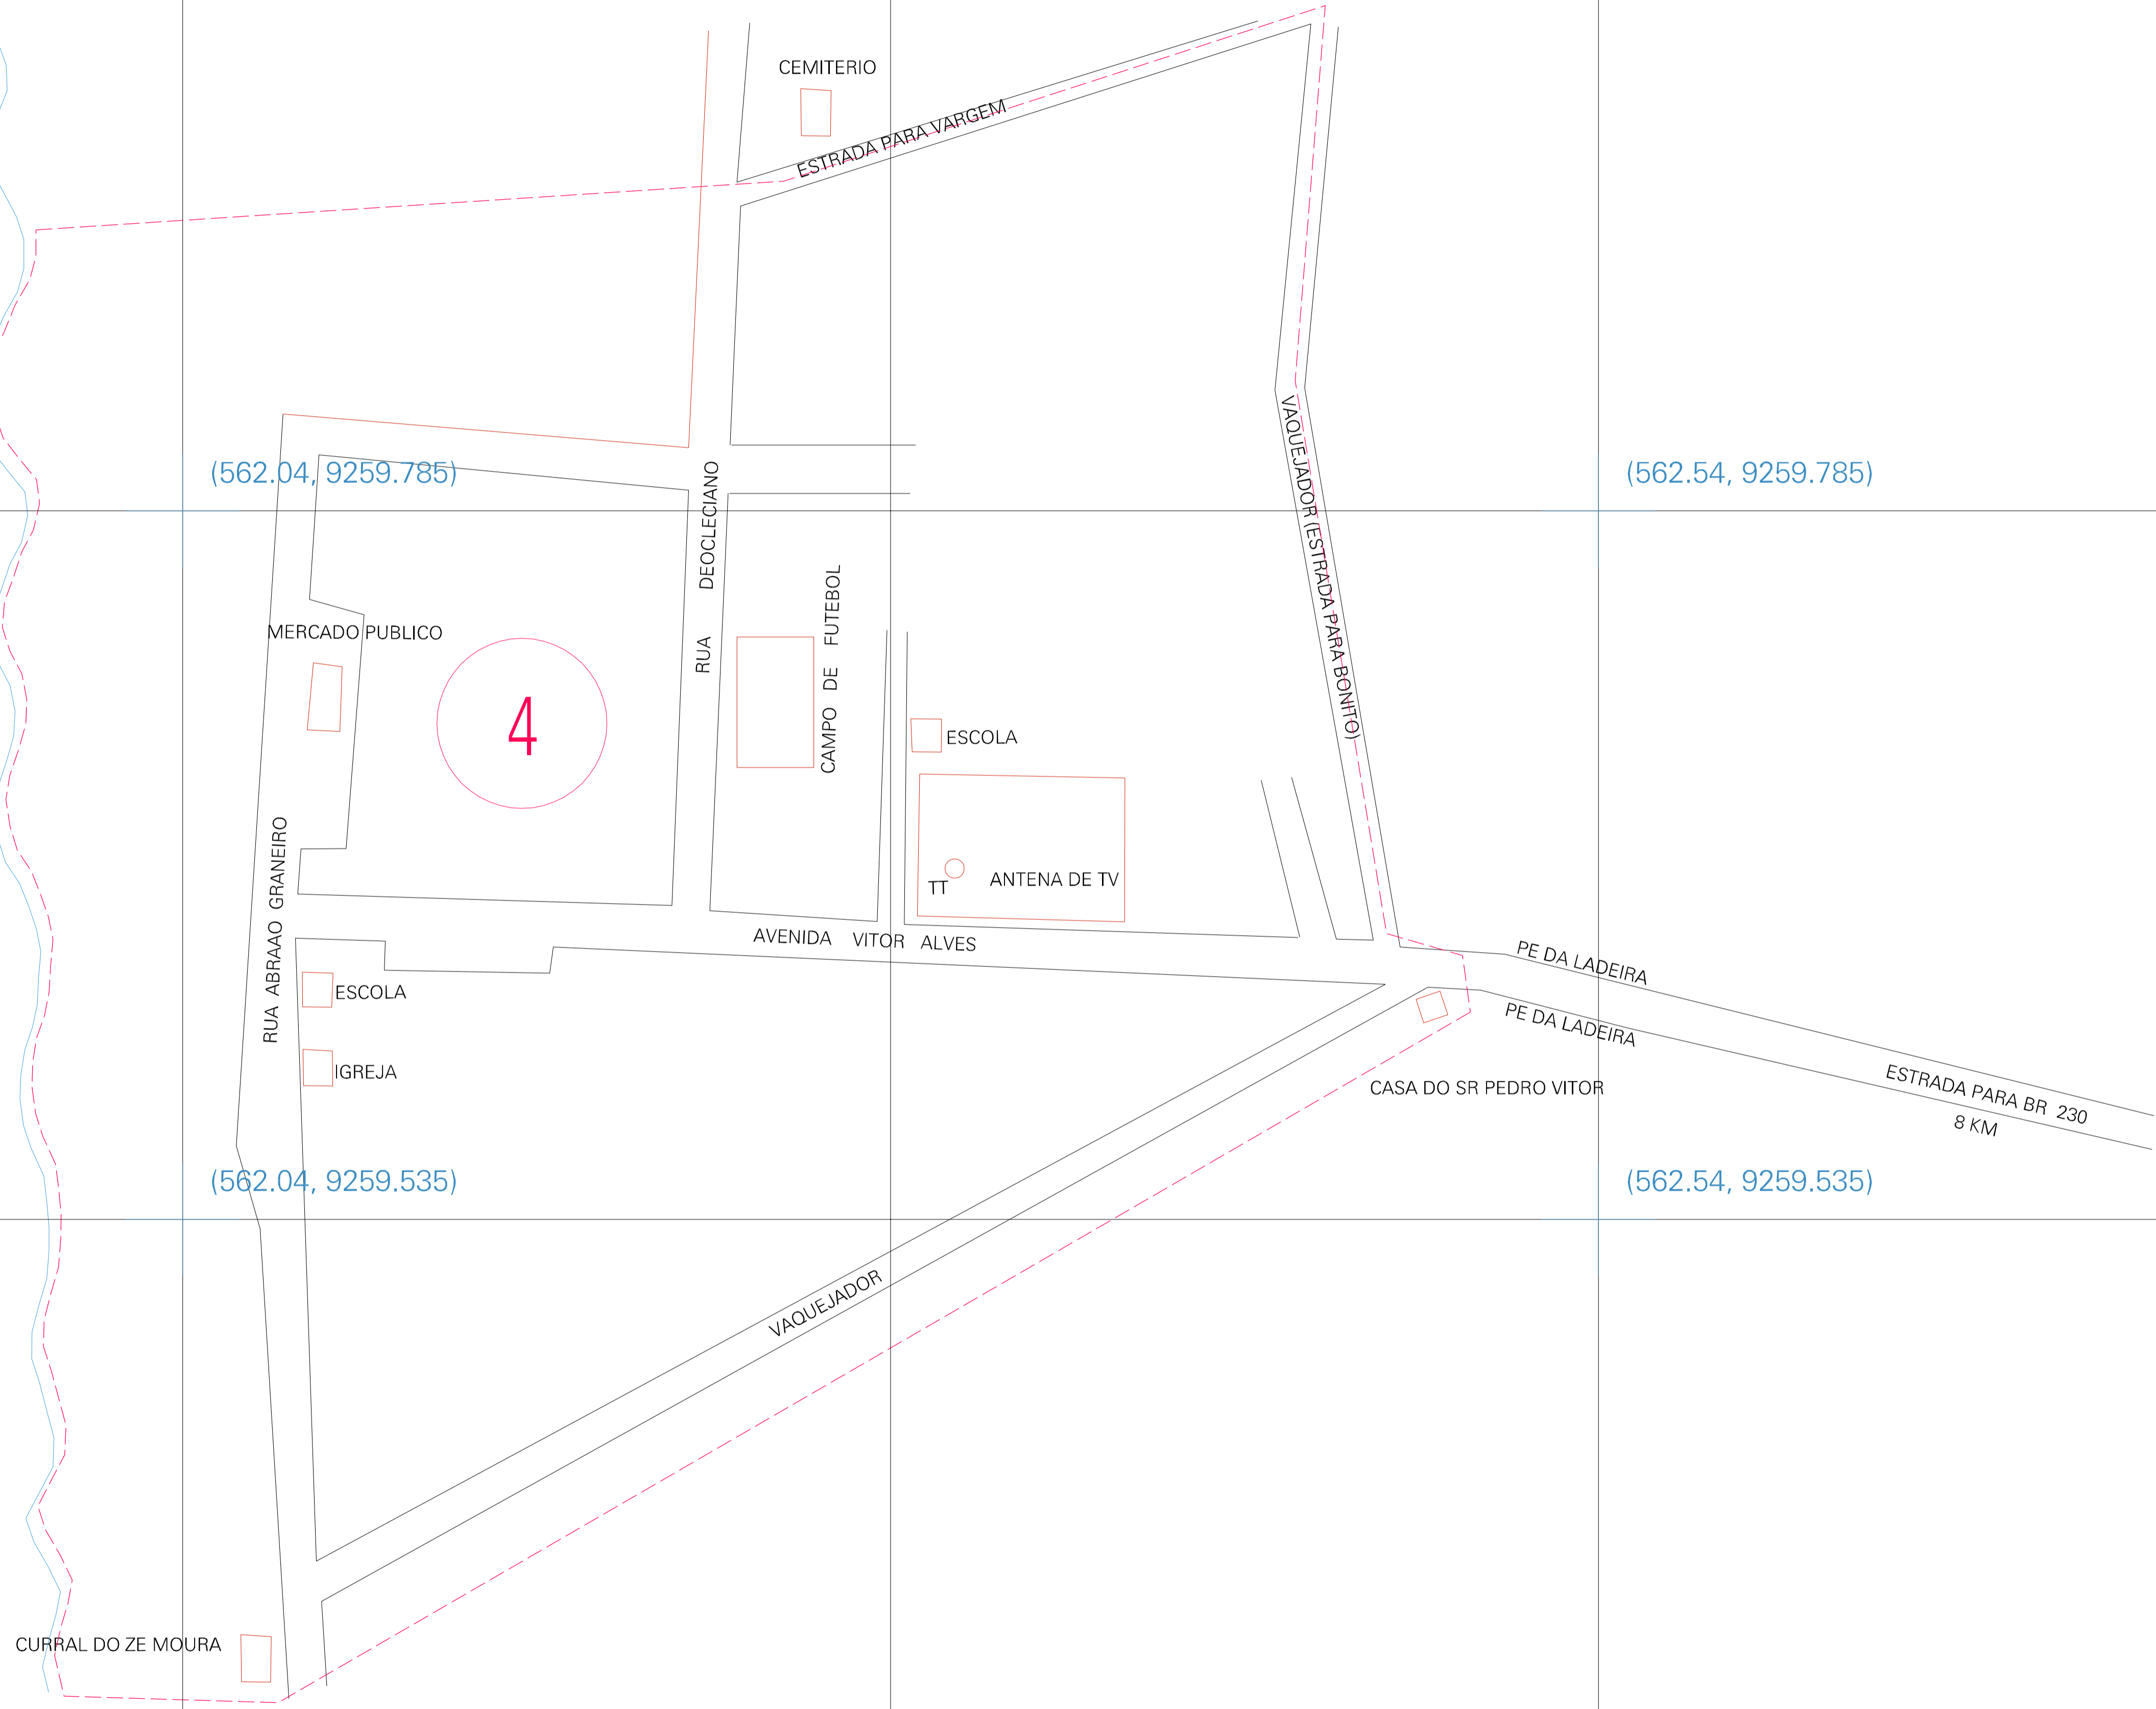 CEMITERIO
ESTRADA PARA VARGEM
(562.04, 9259.785)
(562.54, 9259.785)
RUA DEOCLECIANO
VAQUEJADOR (ESTRADA PARA BONITO)
MERCADO PUBLICO
CAMPO DE FUTEBOL
4
ESCOLA
TT
ANTENA DE TV
RUA ABRAAO GRANEIRO
AVENIDA VITOR ALVES
PE DA LADEIRA
ESCOLA
PE DA LADEIRA
IGREJA
CASA DO SR PEDRO VITOR
ESTRADA PARA BR 230
8 KM
(562.04, 9259.535)
(562.54, 9259.535)
VAQUEJADOR
CURRAL DO ZE MOURA